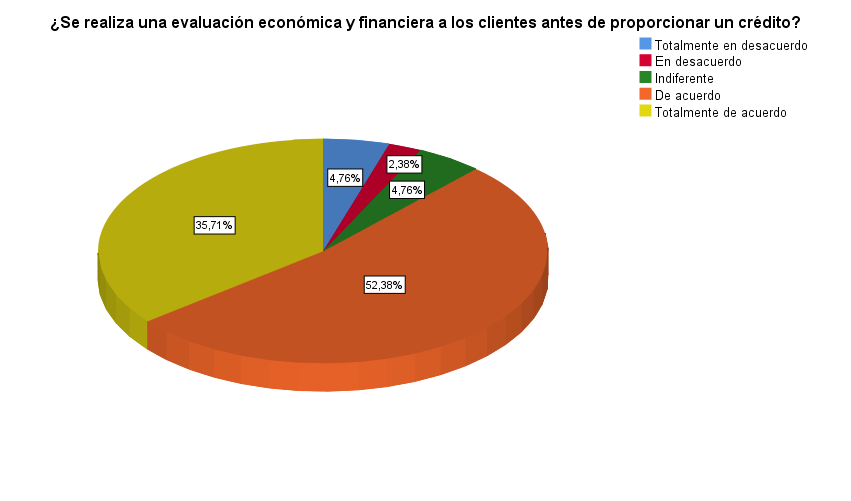 ¿Se realiza una evaluación económica y financiera a los clientes antes de proporcionar un crédito?
Totalmente en desacuerdo
En desacuerdo
Indiferente
De acuerdo
Totalmente de acuerdo
2,38%
4,76%
4,76%
35,71%
52,38%